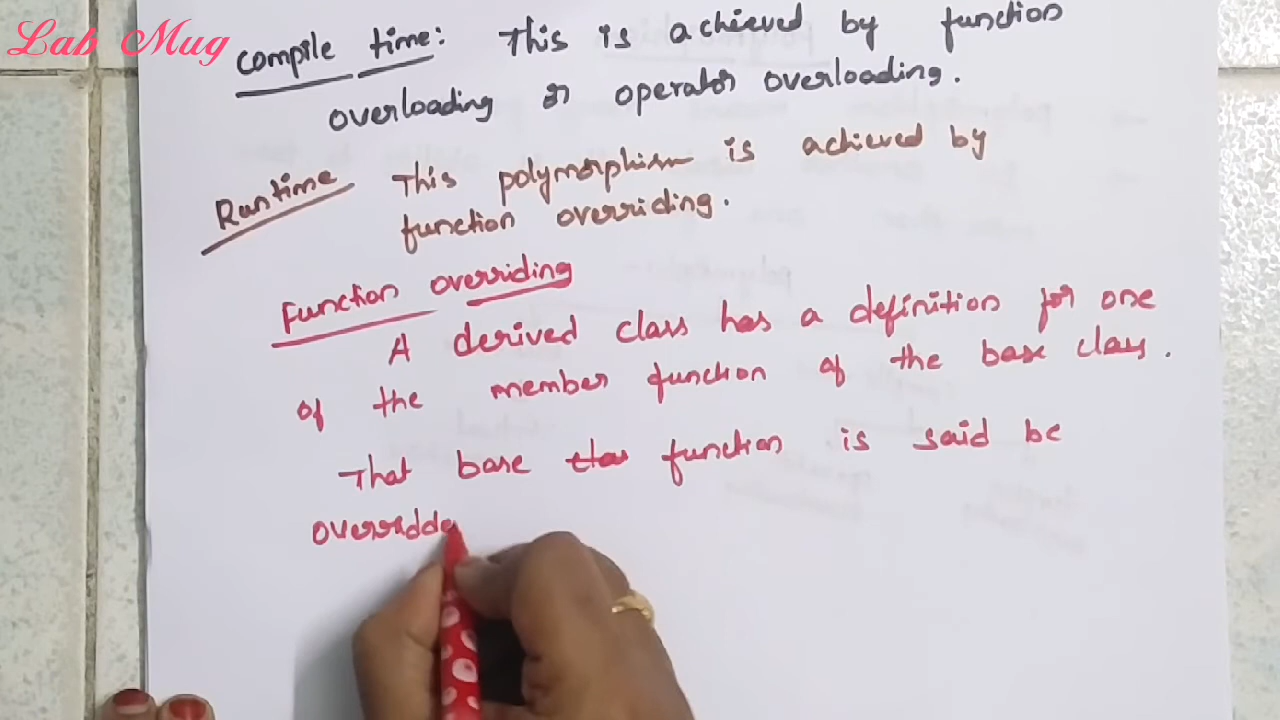 Lab Mug
compile time: This is achieved by function
overloading or operator overloading.
Runtime This polymorphism is achieved by
function overriding.
Function overriding
A derived class has a definition for one
of the member function of the base class.
That base class function is said be
overridde